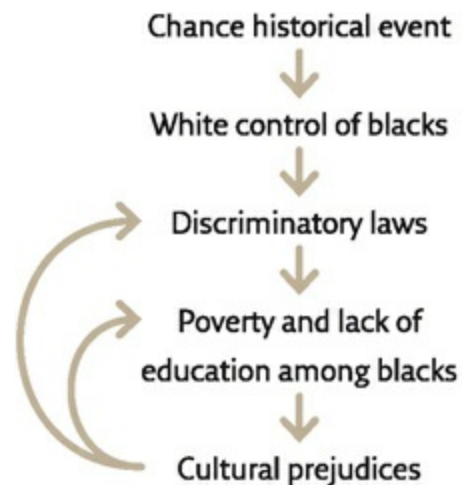 Chance historical event
White control of blacks
Discriminatory laws
Poverty and lack of
education among blacks
Cultural prejudices